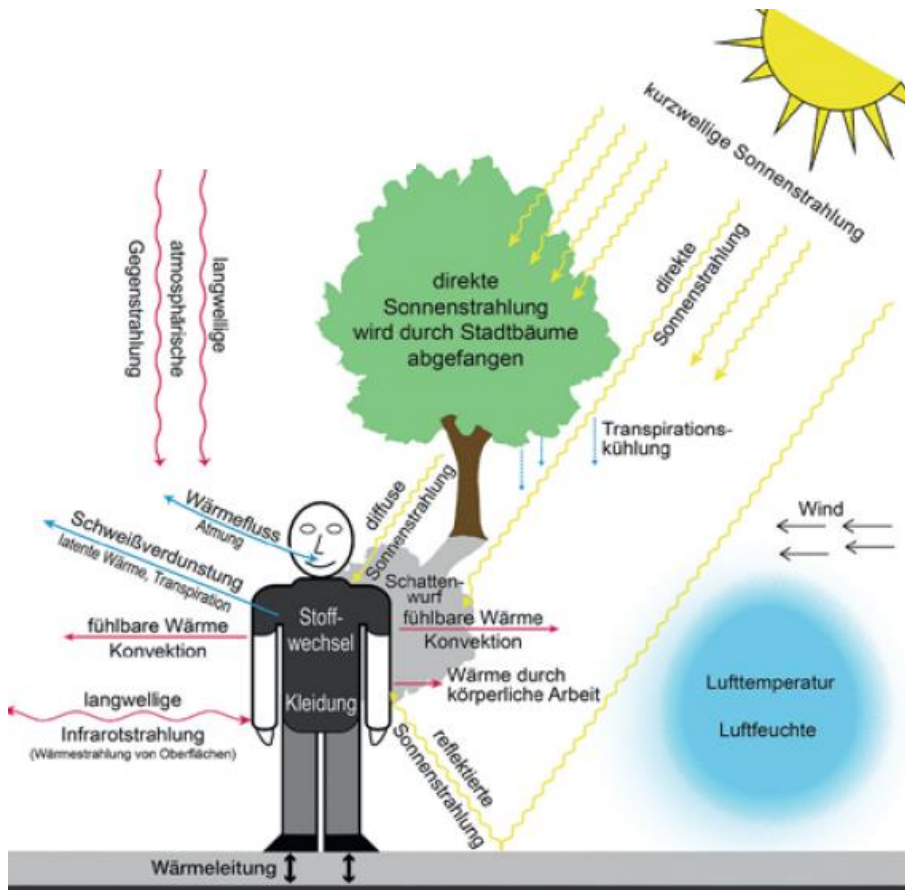 kurzwellige Sonnenstrahlung
langwellige
atmosphärische
Gegenstrahlung
direkte
Sonnenstrahlung
wird durch Stadtbäume
abgefangen
direkte
Sonnenstrahlung
Transpirations-
kühlung
Wind
Wärmefluss
Atmung
Schweißverdunstung
latente Wärme, Transpiration
diffuse
Sonnenstrahlung
Schatten-
wurf
fühlbare Wärme
Konvektion
fühlbare Wärme
Konvektion
Stoff-
wechsel
Kleidung
Wärme durch
körperliche Arbeit
langwellige
Infrarotstrahlung
(Wärmestrahlung von Oberflächen)
reflektierte
Sonnenstrahlung
Lufttemperatur
Luftfeuchte
Wärmeleitung